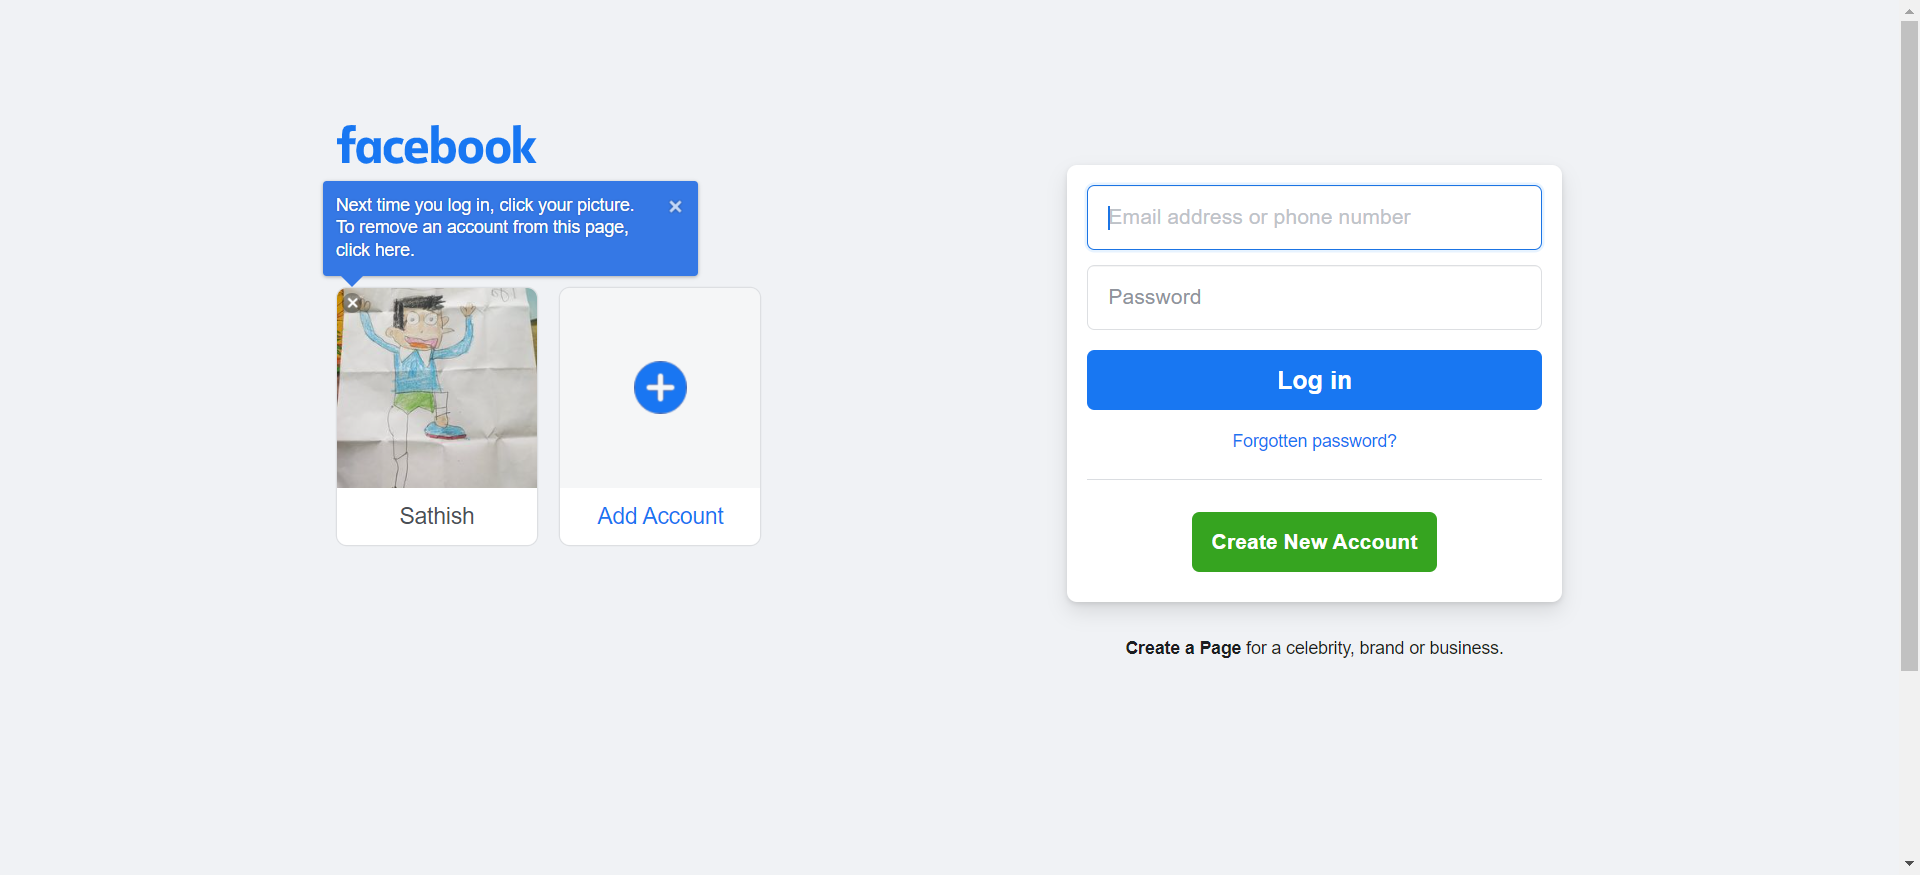 facebook
Next time you log in, click your picture.
To remove an account from this page,
click here.
Sathish
Add Account
Email address or phone number
Password
Log in
Forgotten password?
Create New Account
Create a Page for a celebrity, brand or business.